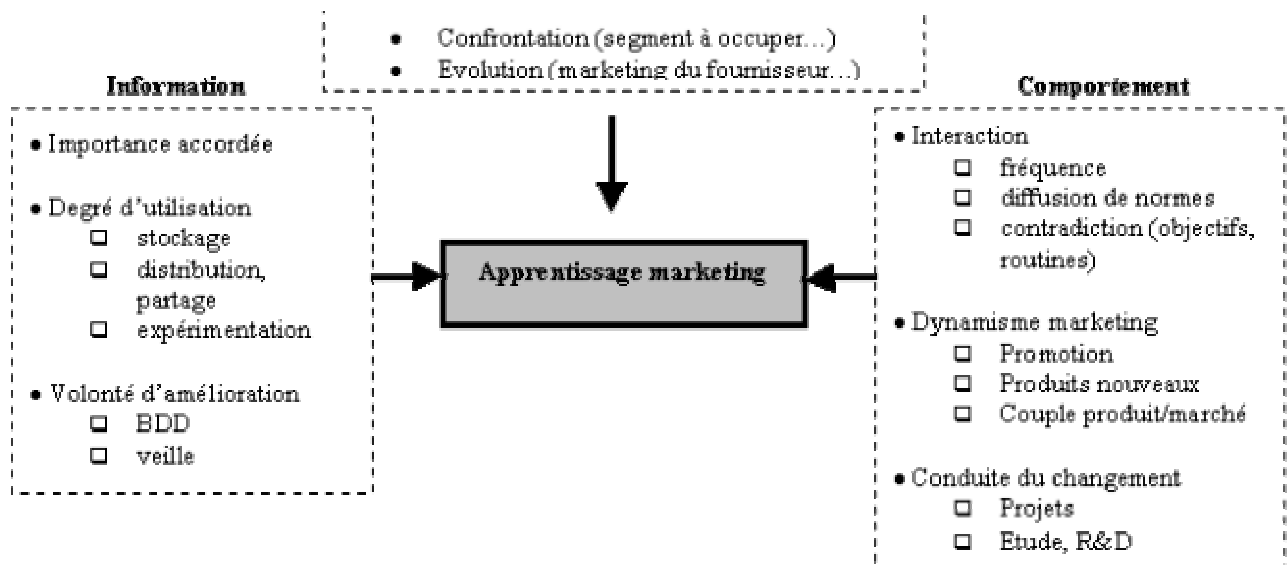 ● Confrontation (segment à occuper...)
● Evolution (marketing du fournisseur...)
Information
● Importance accordée
● Degré d'utilisation
❑ stockage
❑ distribution,
partage
❑ expérimentation
● Volonté d'amélioration
❑ BDD
❑ veille
Apprentissage marketing
Comportement
● Interaction
❑ fréquence
❑ diffusion de normes
❑ contradiction (objectifs,
routines)
● Dynamisme marketing
❑ Promotion
❑ Produits nouveaux
❑ Couple produit/marché
● Conduite du changement
❑ Projets
❑ Etude, R&D